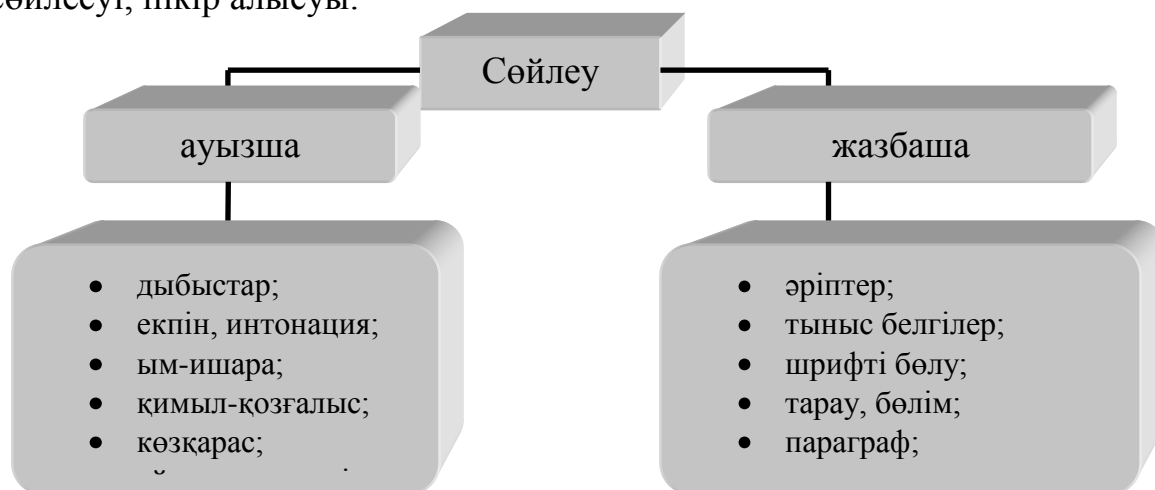 пікір алысуы.
Сөйлеу
ауызша
жазбаша
• дыбыстар;
• екпін, интонация;
• ым-ишара;
• қимыл-қозғалыс;
• көзқарас;
• әріптер;
• тыныс белгілер;
• шрифті бөлу;
• тарау, бөлім;
• параграф;